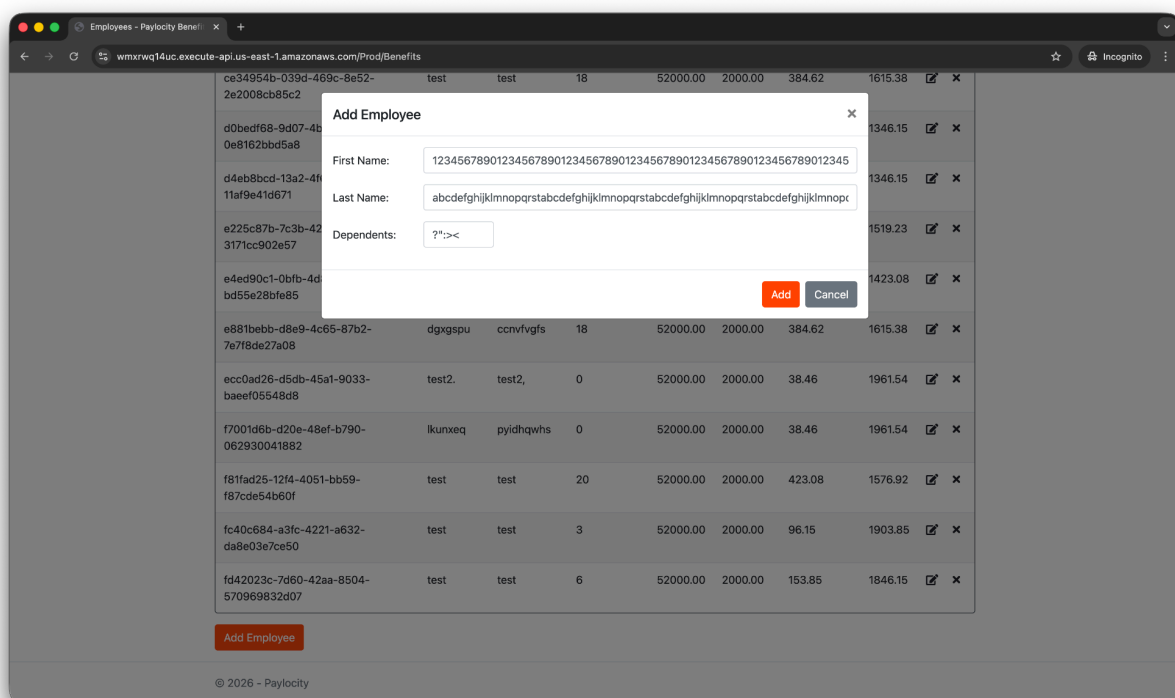 Employees - Paylocity Benefi
wmxrwq14uc.execute-api.us-east-1.amazonaws.com/Prod/Benefits
Incognito
ce34954b-039d-469c-8e52-2e2008cb85c2 test test 18 52000.00 2000.00 384.62 1615.38
Add Employee
d0bedf68-9d07-4b
0e8162bbd5a8
1346.15
First Name: 123456789012345678901234567890123456789012345678901234567890123456789012345
d4eb8bcd-13a2-4f
11af9e41d671
1346.15
Last Name: abcdefghijklmnopqrstabcdefghijklmnopqrstabcdefghijklmnopqrstabcdefghijklmnopq
e225c87b-7c3b-42
3171cc902e57
1519.23
Dependents: ?":><
e4ed90c1-0bfb-4d
bd55e28bfe85
1423.08
Add Cancel
e881bebb-d8e9-4c65-87b2-7e7f8de27a08 dgxgspu ccnvfvgfs 18 52000.00 2000.00 384.62 1615.38
ecc0ad26-d5db-45a1-9033-baeef05548d8 test2. test2, 0 52000.00 2000.00 38.46 1961.54
f7001d6b-d20e-48ef-b790-062930041882 lkunxeq pyidhqwhs 0 52000.00 2000.00 38.46 1961.54
f81fad25-12f4-4051-bb59-f87cde54b60f test test 20 52000.00 2000.00 423.08 1576.92
fc40c684-a3fc-4221-a632-da8e03e7ce50 test test 3 52000.00 2000.00 96.15 1903.85
fd42023c-7d60-42aa-8504-570969832d07 test test 6 52000.00 2000.00 153.85 1846.15
Add Employee
© 2026 - Paylocity